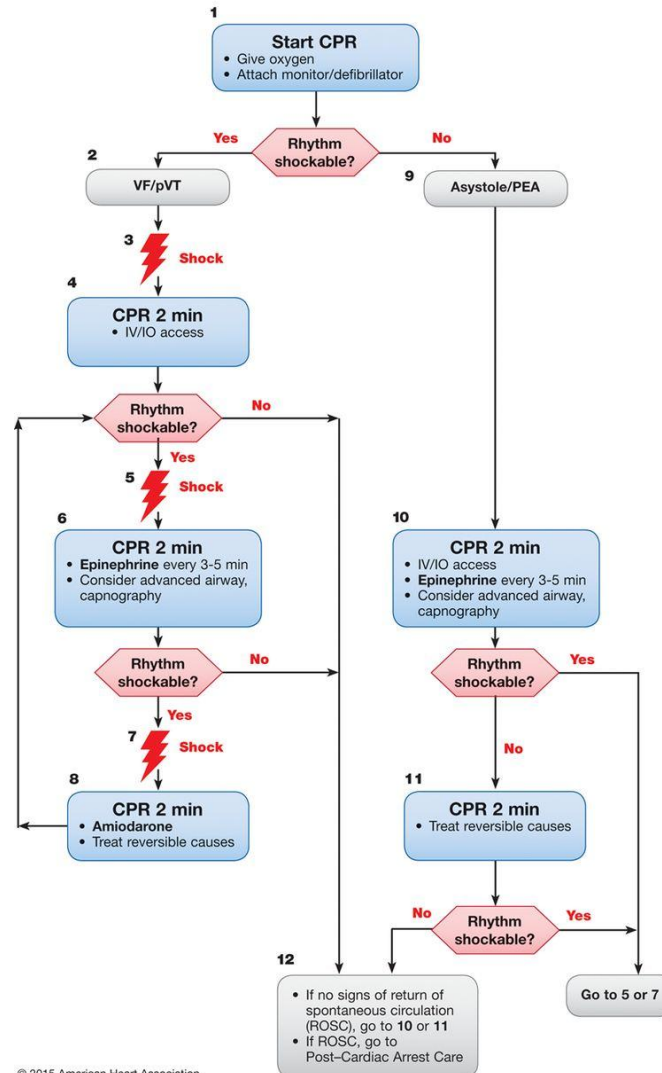 1
Start CPR
• Give oxygen
• Attach monitor/defibrillator
Yes
Rhythm
shockable?
No
2
VF/pVT
9
Asystole/PEA
3
Shock
4
CPR 2 min
• IV/IO access
Rhythm
shockable?
No
Yes
5
Shock
6
CPR 2 min
• Epinephrine every 3-5 min
• Consider advanced airway,
capnography
10
CPR 2 min
• IV/IO access
• Epinephrine every 3-5 min
• Consider advanced airway,
capnography
Rhythm
shockable?
No
Yes
Rhythm
shockable?
Yes
No
7
Shock
8
CPR 2 min
• Amiodarone
• Treat reversible causes
11
CPR 2 min
• Treat reversible causes
No
Rhythm
shockable?
Yes
12
• If no signs of return of
spontaneous circulation
(ROSC), go to 10 or 11
• If ROSC, go to
Post–Cardiac Arrest Care
Go to 5 or 7
© 2015 American Heart Association